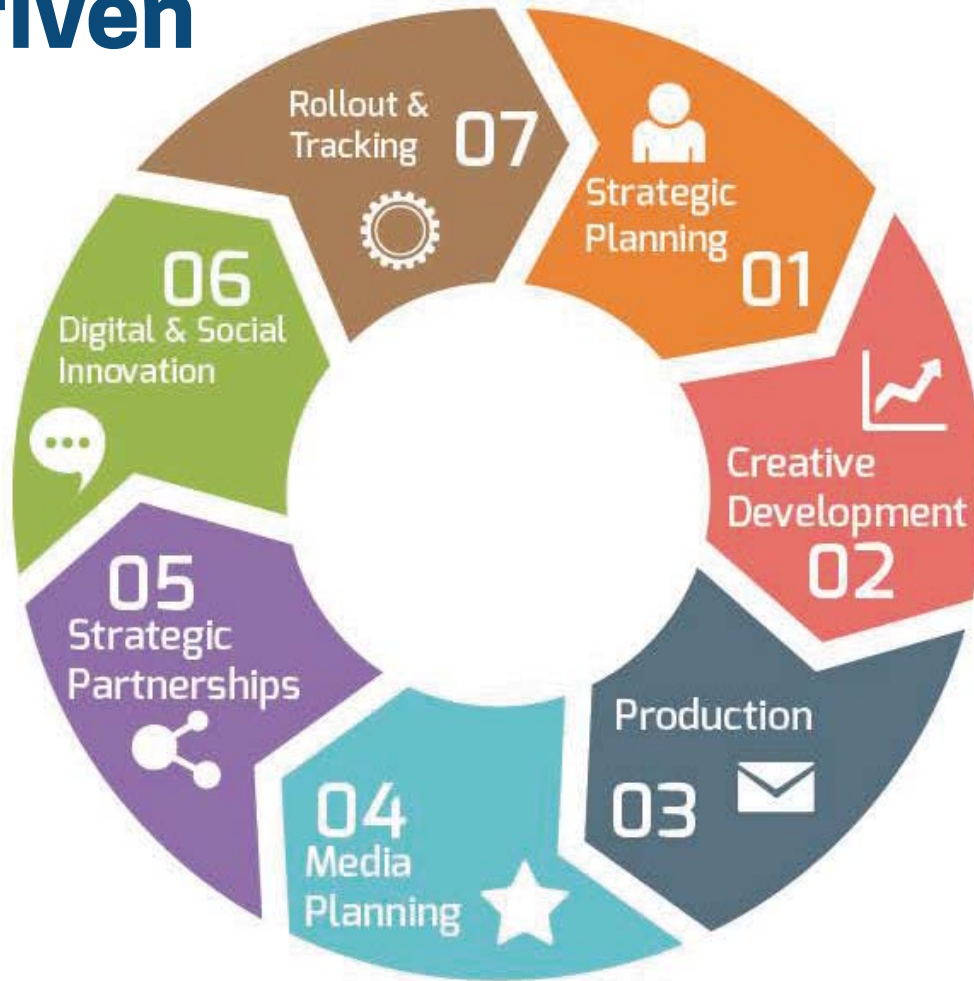 Strategic
Planning
01
Creative
Development
02
Production
03
04
Media
Planning
05
Strategic
Partnerships
06
Digital & Social
Innovation
Rollout &
Tracking 07